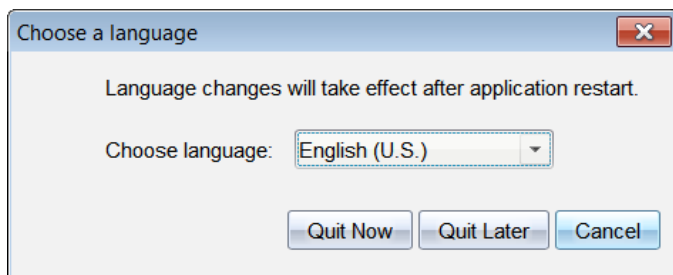 Choose a language
Language changes will take effect after application restart.
Choose language: English (U.S.)
Quit Now Quit Later Cancel